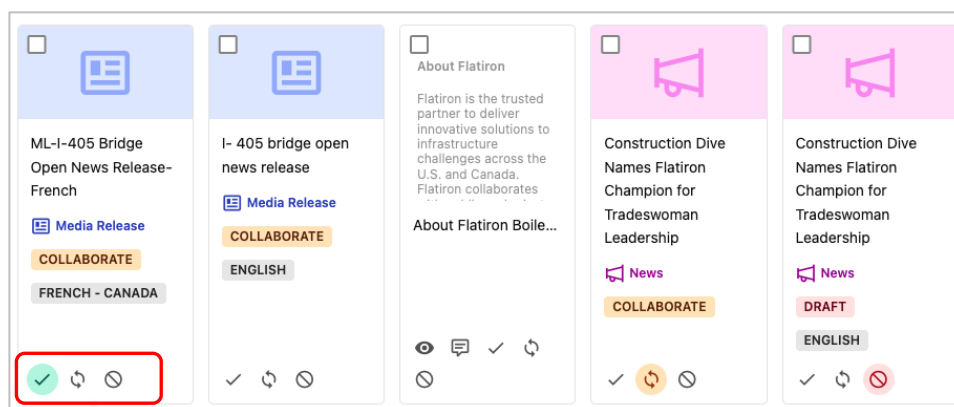 ML-I-405 Bridge
Open News Release-
French
Media Release
COLLABORATE
FRENCH - CANADA
I- 405 bridge open
news release
Media Release
COLLABORATE
ENGLISH
About Flatiron
Flatiron is the trusted
partner to deliver
innovative solutions to
infrastructure
challenges across the
U.S. and Canada.
Flatiron collaborates
About Flatiron Boile...
Construction Dive
Names Flatiron
Champion for
Tradeswoman
Leadership
News
COLLABORATE
Construction Dive
Names Flatiron
Champion for
Tradeswoman
Leadership
News
DRAFT
ENGLISH